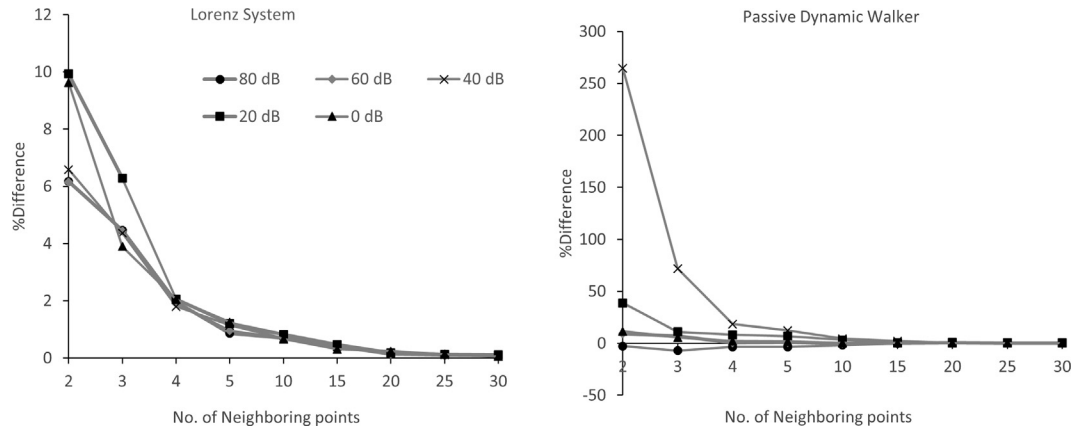 Lorenz System
12
10
8
6
4
2
0
%Difference
80 dB 60 dB 40 dB
20 dB 0 dB
2 3 4 5 10 15 20 25 30
No. of Neighboring points
Passive Dynamic Walker
300
250
200
150
100
50
0
-50
%Difference
2 3 4 5 10 15 20 25 30
No. of Neighboring points